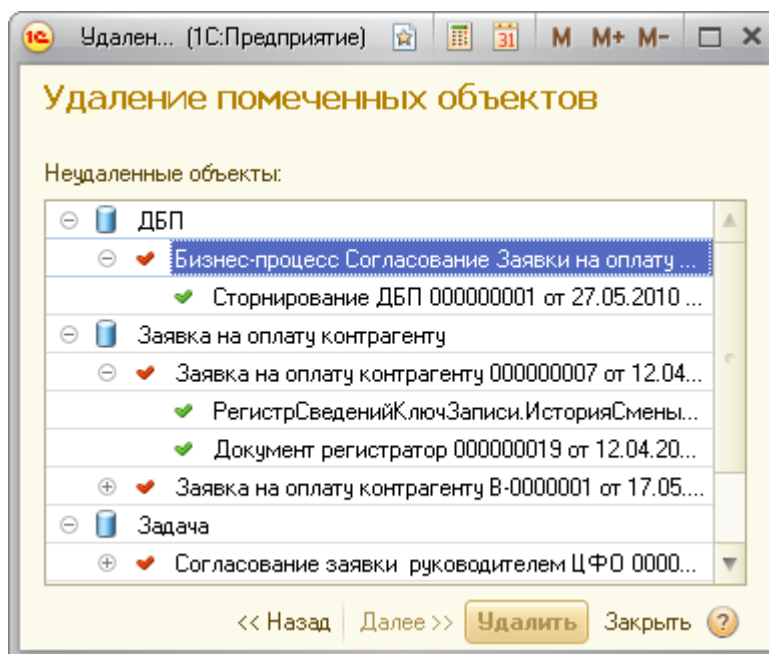 1С Удален... (1С:Предприятие) 31 M M+ M-
Удаление помеченных объектов
Неудаленные объекты:
ДБП
Бизнес-процесс Согласование Заявки на оплату ...
Сторнирование ДБП 000000001 от 27.05.2010 ...
Заявка на оплату контрагенту
Заявка на оплату контрагенту 000000007 от 12.04...
РегистрСведенийКлючЗаписи.ИсторияСмены...
Документ регистратор 000000019 от 12.04.20...
Заявка на оплату контрагенту В-0000001 от 17.05....
Задача
Согласование заявки руководителем ЦФО 0000...
<< Назад Далее >> Удалить Закрыть ?